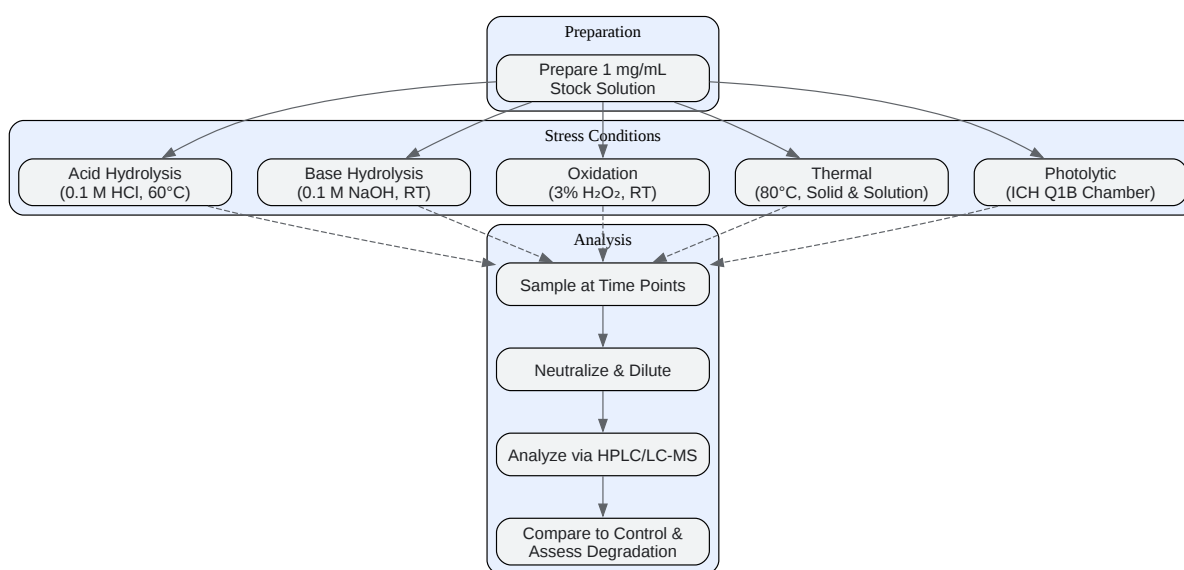 Preparation
Prepare 1 mg/mL
Stock Solution
Stress Conditions
Acid Hydrolysis
(0.1 M HCl, 60°C)
Base Hydrolysis
(0.1 M NaOH, RT)
Oxidation
(3% H₂O₂, RT)
Thermal
(80°C, Solid & Solution)
Photolytic
(ICH Q1B Chamber)
Analysis
Sample at Time Points
Neutralize & Dilute
Analyze via HPLC/LC-MS
Compare to Control &
Assess Degradation